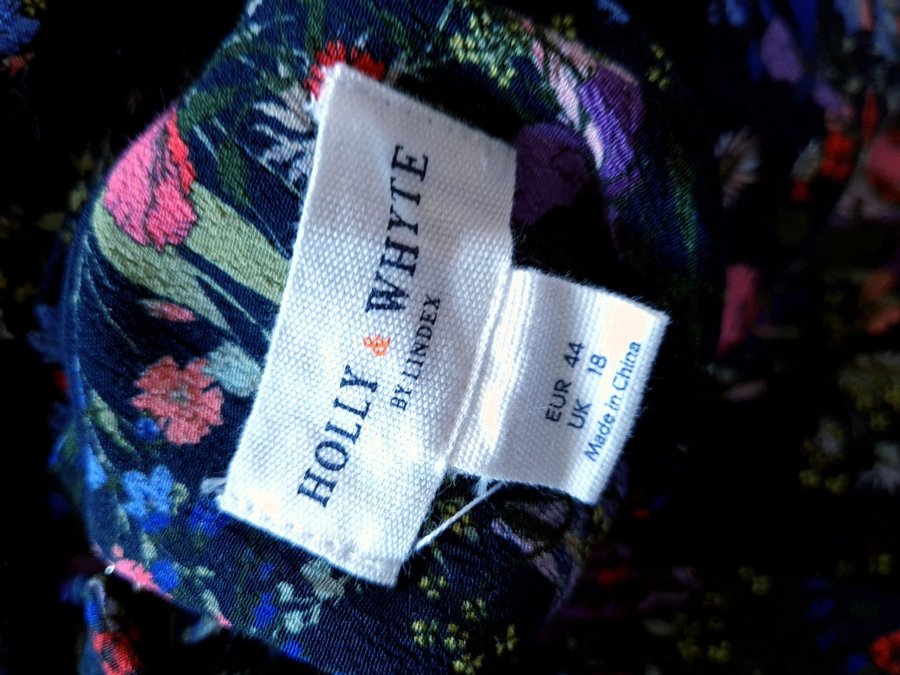 HOLLY & WHYTE
BY LINDEX
EUR 44
UK 18
Made in China